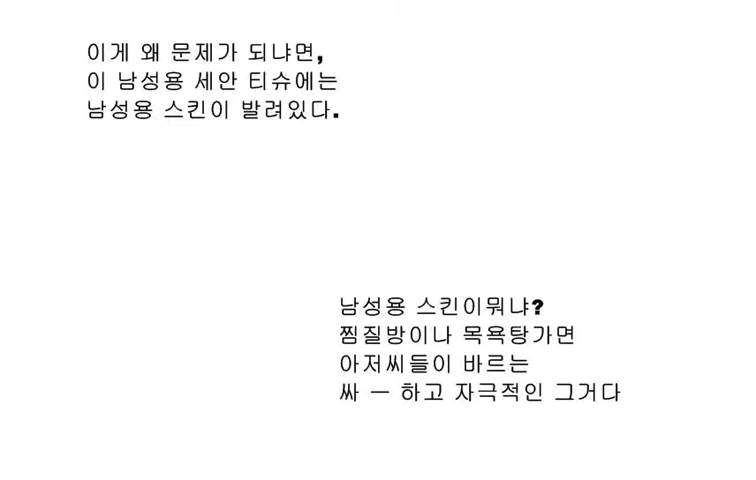 이게 왜 문제가 되냐면,
이 남성용 세안 티슈에는
남성용 스킨이 발려있다.
남성용 스킨이뭐냐?
찜질방이나 목욕탕가면
아저씨들이 바르는
싸 ㅡ 하고 자극적인 그거다